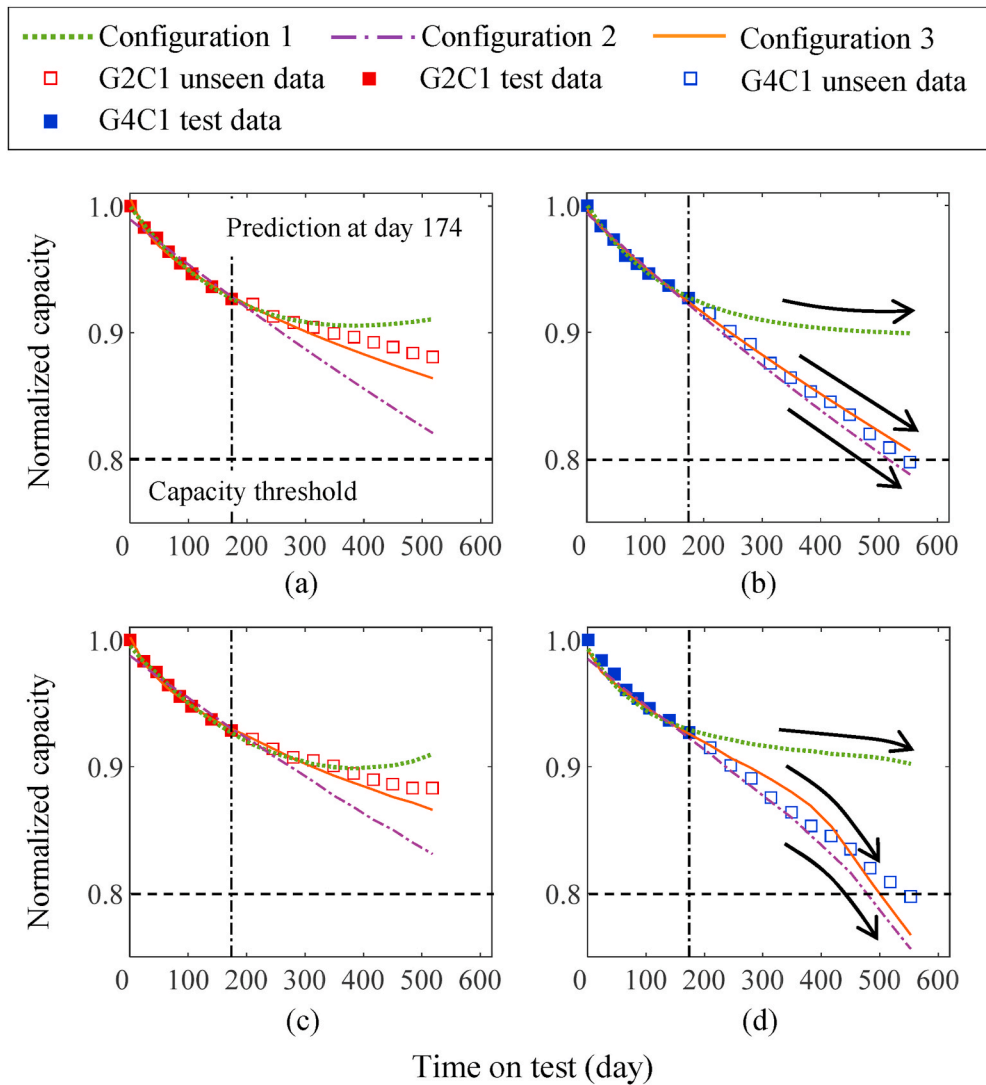 Configuration 1 Configuration 2 Configuration 3
G2C1 unseen data G2C1 test data G4C1 unseen data
G4C1 test data
1.0
0.9
0.8
Normalized capacity
Prediction at day 174
Capacity threshold
0 100 200 300 400 500 600
(a)
1.0
0.9
0.8
0 100 200 300 400 500 600
(b)
1.0
0.9
0.8
Normalized capacity
0 100 200 300 400 500 600
(c)
1.0
0.9
0.8
0 100 200 300 400 500 600
(d)
Time on test (day)